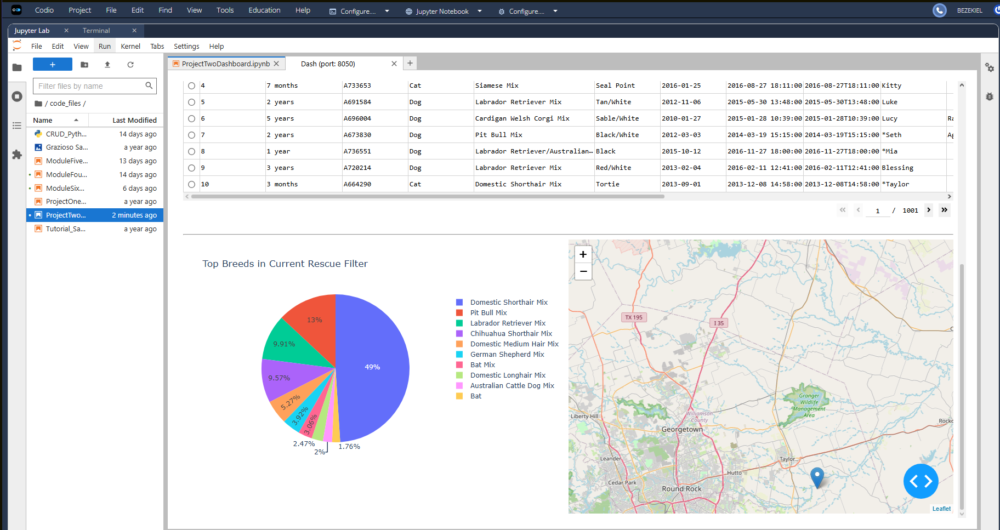 Codio Project File Edit Find View Tools Education Help Configure.... Jupyter Notebook Configure.... BEZEKIEL
Jupyter Lab Terminal
File Edit View Run Kernel Tabs Settings Help
ProjectTwoDashboard.ipynb Dash (port: 8050)
Filter files by name
/ code_files /
Name Last Modified
CRUD_Pyth... 14 days ago
Grazioso Sa... a year ago
ModuleFive... 13 days ago
ModuleFou... 14 days ago
ModuleSix... 6 days ago
ProjectOne... a year ago
ProjectTwo... 2 minutes ago
Tutorial_Sa... a year ago
4 7 months A733653 Cat Siamese Mix Seal Point 2016-01-25 2016-08-27 18:11:00 2016-08-27T18:11:00 Kitty
5 2 years A691584 Dog Labrador Retriever Mix Tan/White 2012-11-06 2015-05-30 13:48:00 2015-05-30T13:48:00 Luke
6 5 years A696004 Dog Cardigan Welsh Corgi Mix Sable/White 2010-01-27 2015-01-28 10:39:00 2015-01-28T10:39:00 Lucy Ra
7 2 years A673830 Dog Pit Bull Mix Black/White 2012-03-03 2014-03-19 15:15:00 2014-03-19T15:15:00 *Seth Ag
8 1 year A736551 Dog Labrador Retriever/Australian… Black 2015-10-12 2016-11-27 18:00:00 2016-11-27T18:00:00 *Mia
9 3 years A720214 Dog Labrador Retriever Mix Red/White 2013-02-04 2016-02-11 12:41:00 2016-02-11T12:41:00 Blessing
10 3 months A664290 Cat Domestic Shorthair Mix Tortie 2013-09-01 2013-12-08 14:58:00 2013-12-08T14:58:00 *Taylor
1 / 1001
Top Breeds in Current Rescue Filter
49%
13%
9.91%
9.57%
5.27%
3.92%
3.06%
2.47%
2%
1.76%
Domestic Shorthair Mix
Pit Bull Mix
Labrador Retriever Mix
Chihuahua Shorthair Mix
Domestic Medium Hair Mix
German Shepherd Mix
Bat Mix
Domestic Longhair Mix
Australian Cattle Dog Mix
Bat
+
−
TX 195
I 35
Granger
Wildlife
Management
Area
Williamson
County
Liberty Hill
Georgetown
Rockd
Leander
Taylor
Hutto
Cedar Park
Round Rock
Leaflet